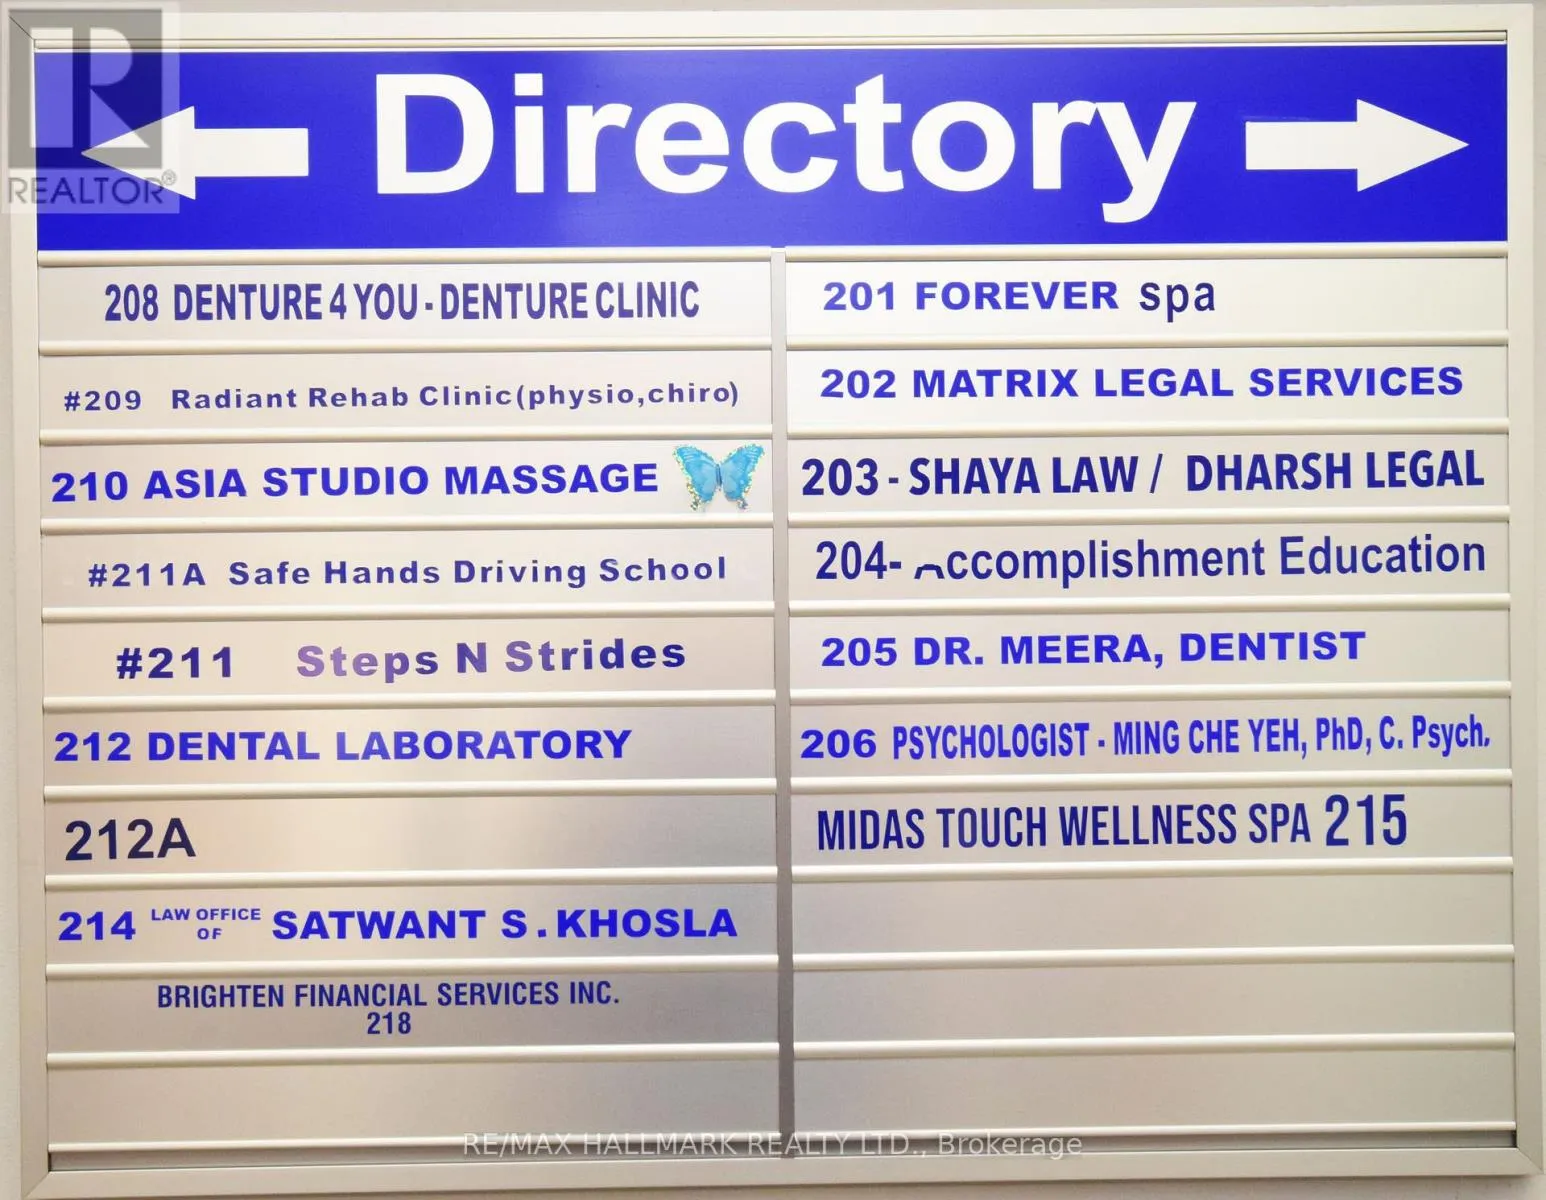 REALTOR®
Directory
208 DENTURE 4 YOU - DENTURE CLINIC
#209 Radiant Rehab Clinic(physio,chiro)
210 ASIA STUDIO MASSAGE
#211A Safe Hands Driving School
#211 Steps N Strides
212 DENTAL LABORATORY
212A
214 LAW OFFICE OF SATWANT S. KHOSLA
BRIGHTEN FINANCIAL SERVICES INC.
218
201 FOREVER spa
202 MATRIX LEGAL SERVICES
203 - SHAYA LAW / DHARSH LEGAL
204- Accomplishment Education
205 DR. MEERA, DENTIST
206 PSYCHOLOGIST - MING CHE YEH, PhD, C. Psych.
MIDAS TOUCH WELLNESS SPA 215
RE/MAX HALLMARK REALTY LTD., Brokerage